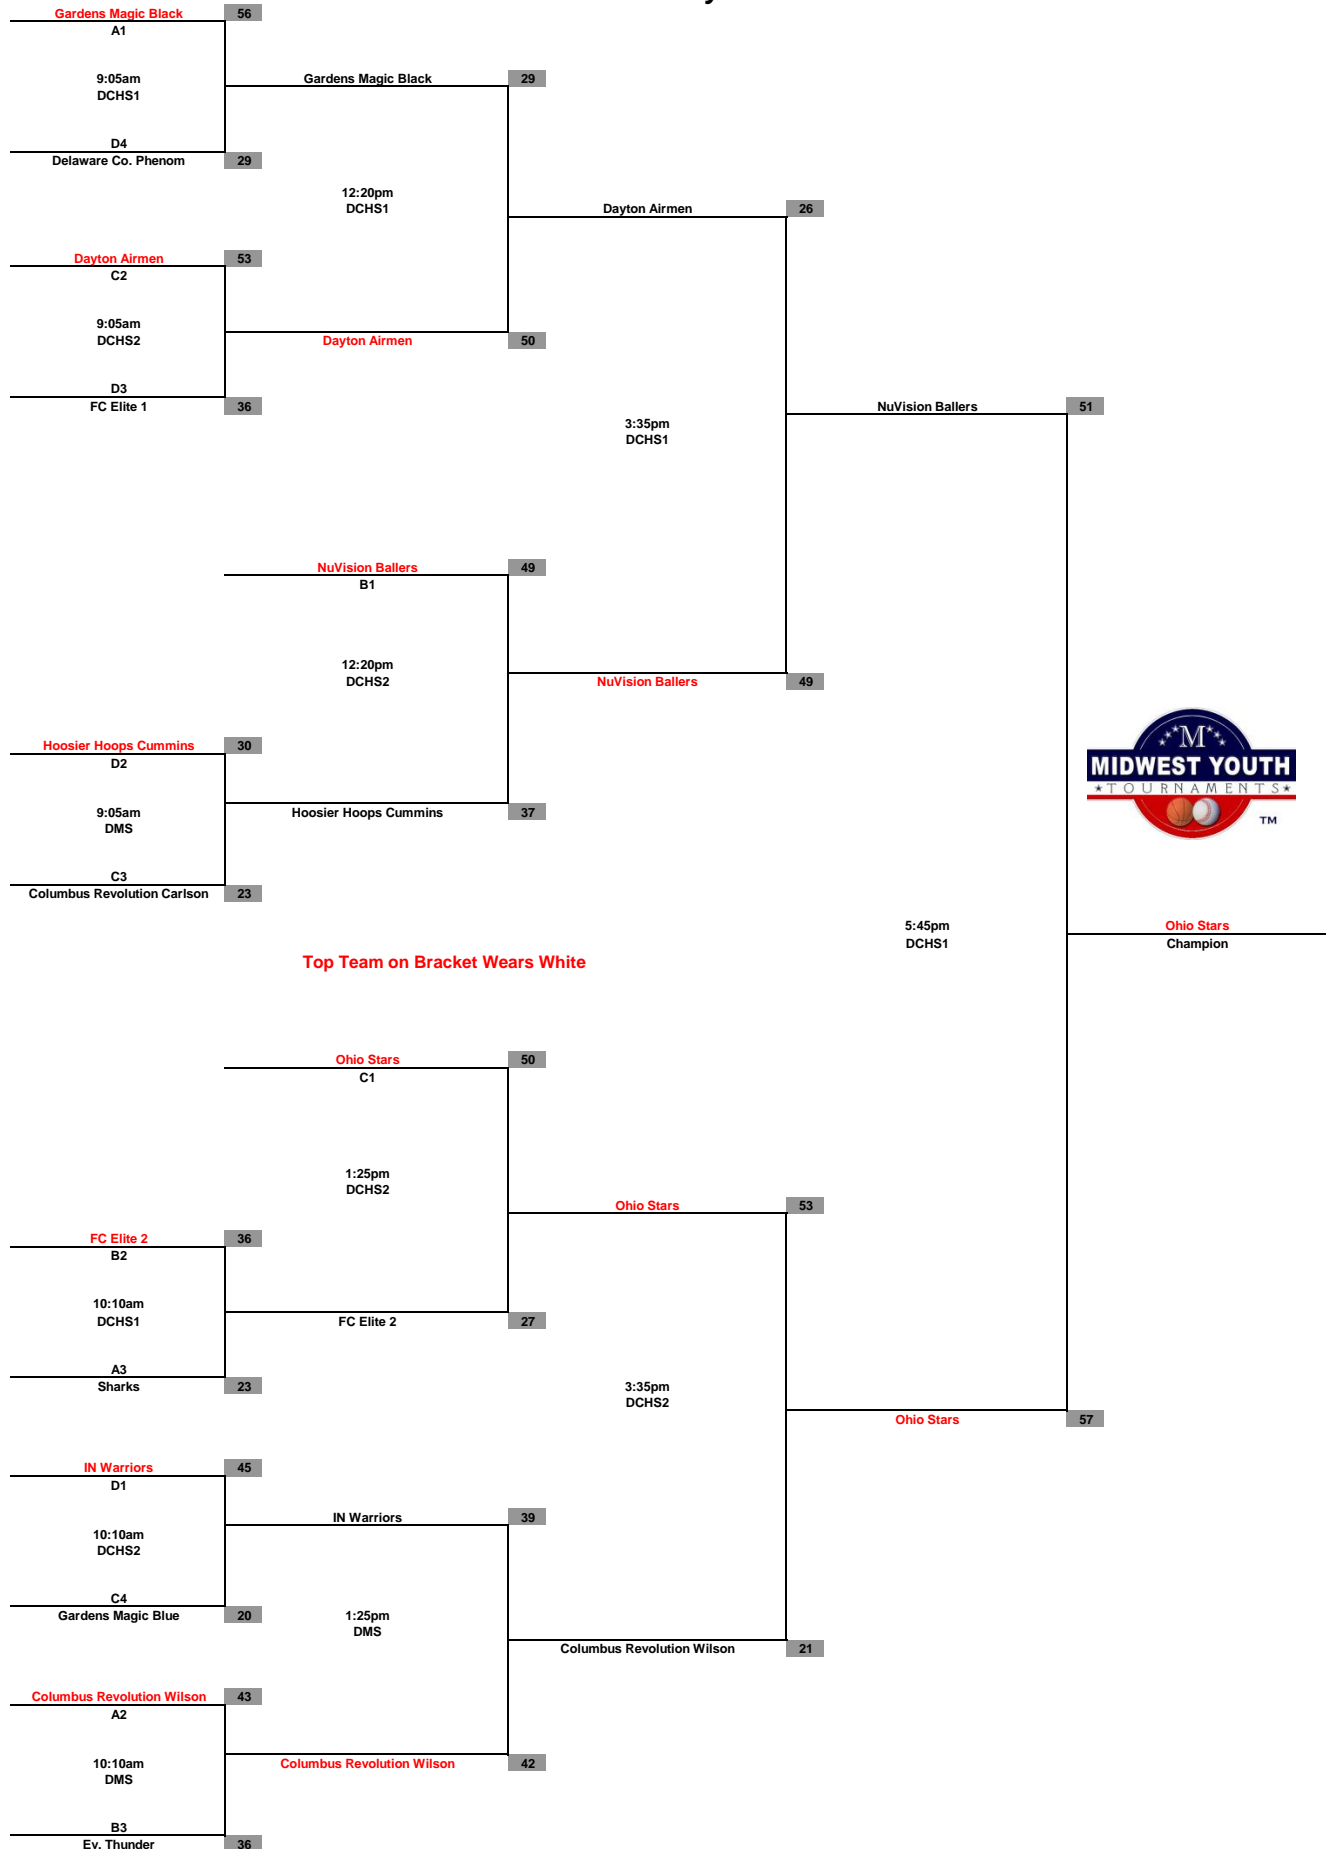 Gardens Magic Black 56
A1
9:05am
DCHS1
Gardens Magic Black 29
D4
Delaware Co. Phenom 29
12:20pm
DCHS1
Dayton Airmen 26
Dayton Airmen 53
C2
9:05am
DCHS2
Dayton Airmen 50
D3
FC Elite 1 36
NuVision Ballers 51
3:35pm
DCHS1
NuVision Ballers 49
B1
12:20pm
DCHS2
NuVision Ballers 49
Hoosier Hoops Cummins 30
D2
9:05am
DMS
Hoosier Hoops Cummins 37
C3
Columbus Revolution Carlson 23
M
MIDWEST YOUTH
TOURNAMENTS
TM
5:45pm
DCHS1
Ohio Stars
Champion
Top Team on Bracket Wears White
Ohio Stars 50
C1
1:25pm
DCHS2
Ohio Stars 53
FC Elite 2 36
B2
10:10am
DCHS1
FC Elite 2 27
A3
Sharks 23
3:35pm
DCHS2
Ohio Stars 57
IN Warriors 45
D1
IN Warriors 39
10:10am
DCHS2
C4
Gardens Magic Blue 20
1:25pm
DMS
Columbus Revolution Wilson 21
Columbus Revolution Wilson 43
A2
10:10am
DMS
Columbus Revolution Wilson 42
B3
Ev. Thunder 36